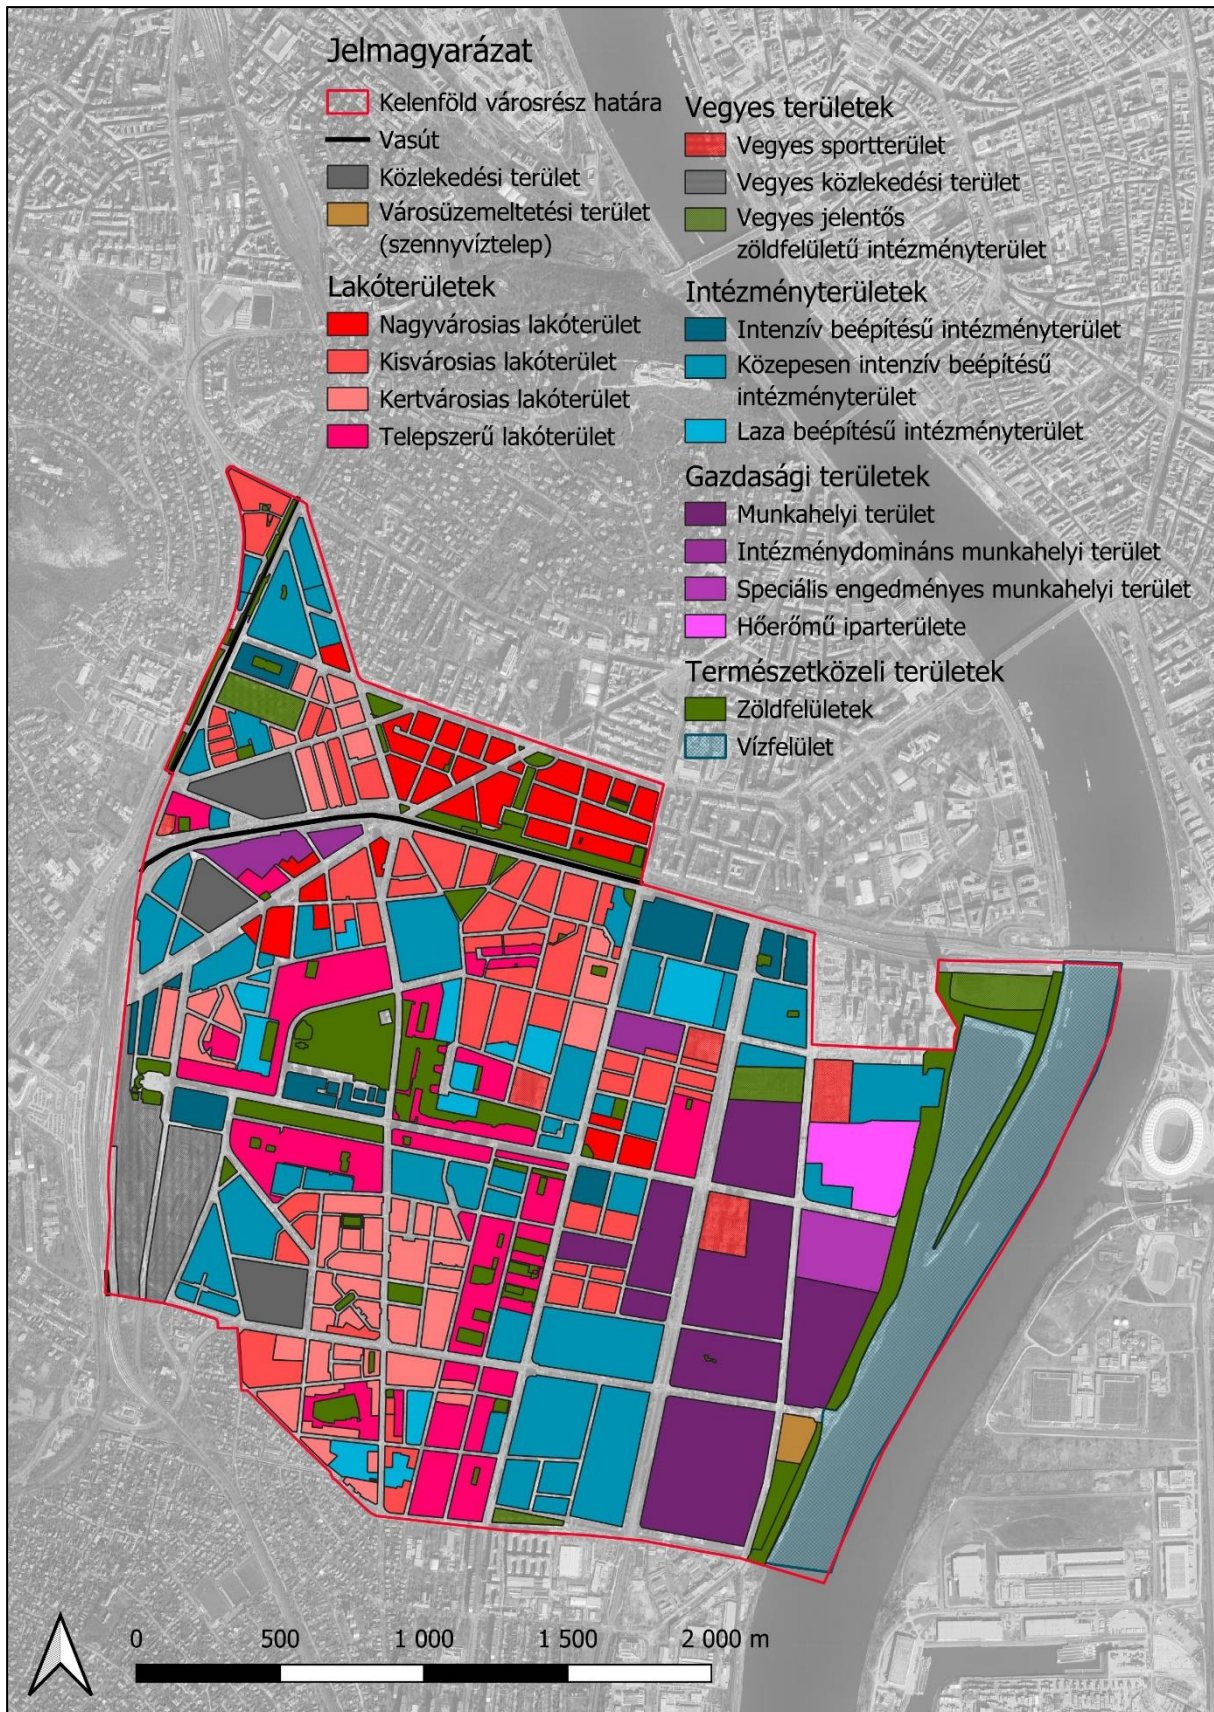 Jelmagyarázat
Kelenföld városrész határa
Vasút
Közlekedési terület
Városüzemeltetési terület
(szennyvíztelep)
Lakóterületek
Nagyvárosias lakóterület
Kisvárosias lakóterület
Kertvárosias lakóterület
Telepszerű lakóterület
Vegyes területek
Vegyes sportterület
Vegyes közlekedési terület
Vegyes jelentős
zöldfelületű intézményterület
Intézményterületek
Intenzív beépítésű intézményterület
Közepesen intenzív beépítésű
intézményterület
Laza beépítésű intézményterület
Gazdasági területek
Munkahelyi terület
Intézménydomináns munkahelyi terület
Speciális engedményes munkahelyi terület
Hőerőmű iparterülete
Természetközeli területek
Zöldfelületek
Vízfelület
0 500 1 000 1 500 2 000 m